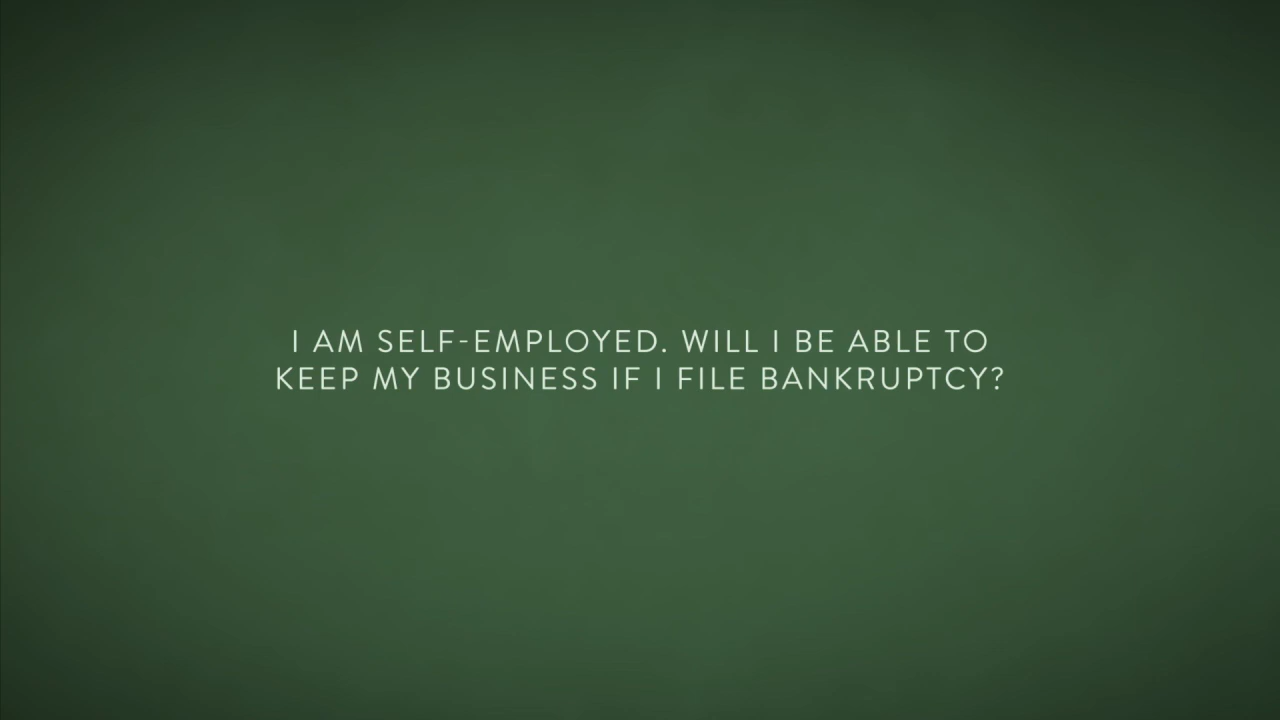 I AM SELF-EMPLOYED. WILL I BE ABLE TO
KEEP MY BUSINESS IF I FILE BANKRUPTCY?